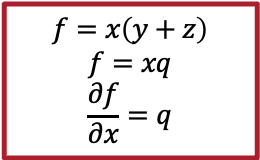 f = x(y + z)
f = xq
∂f/∂x = q